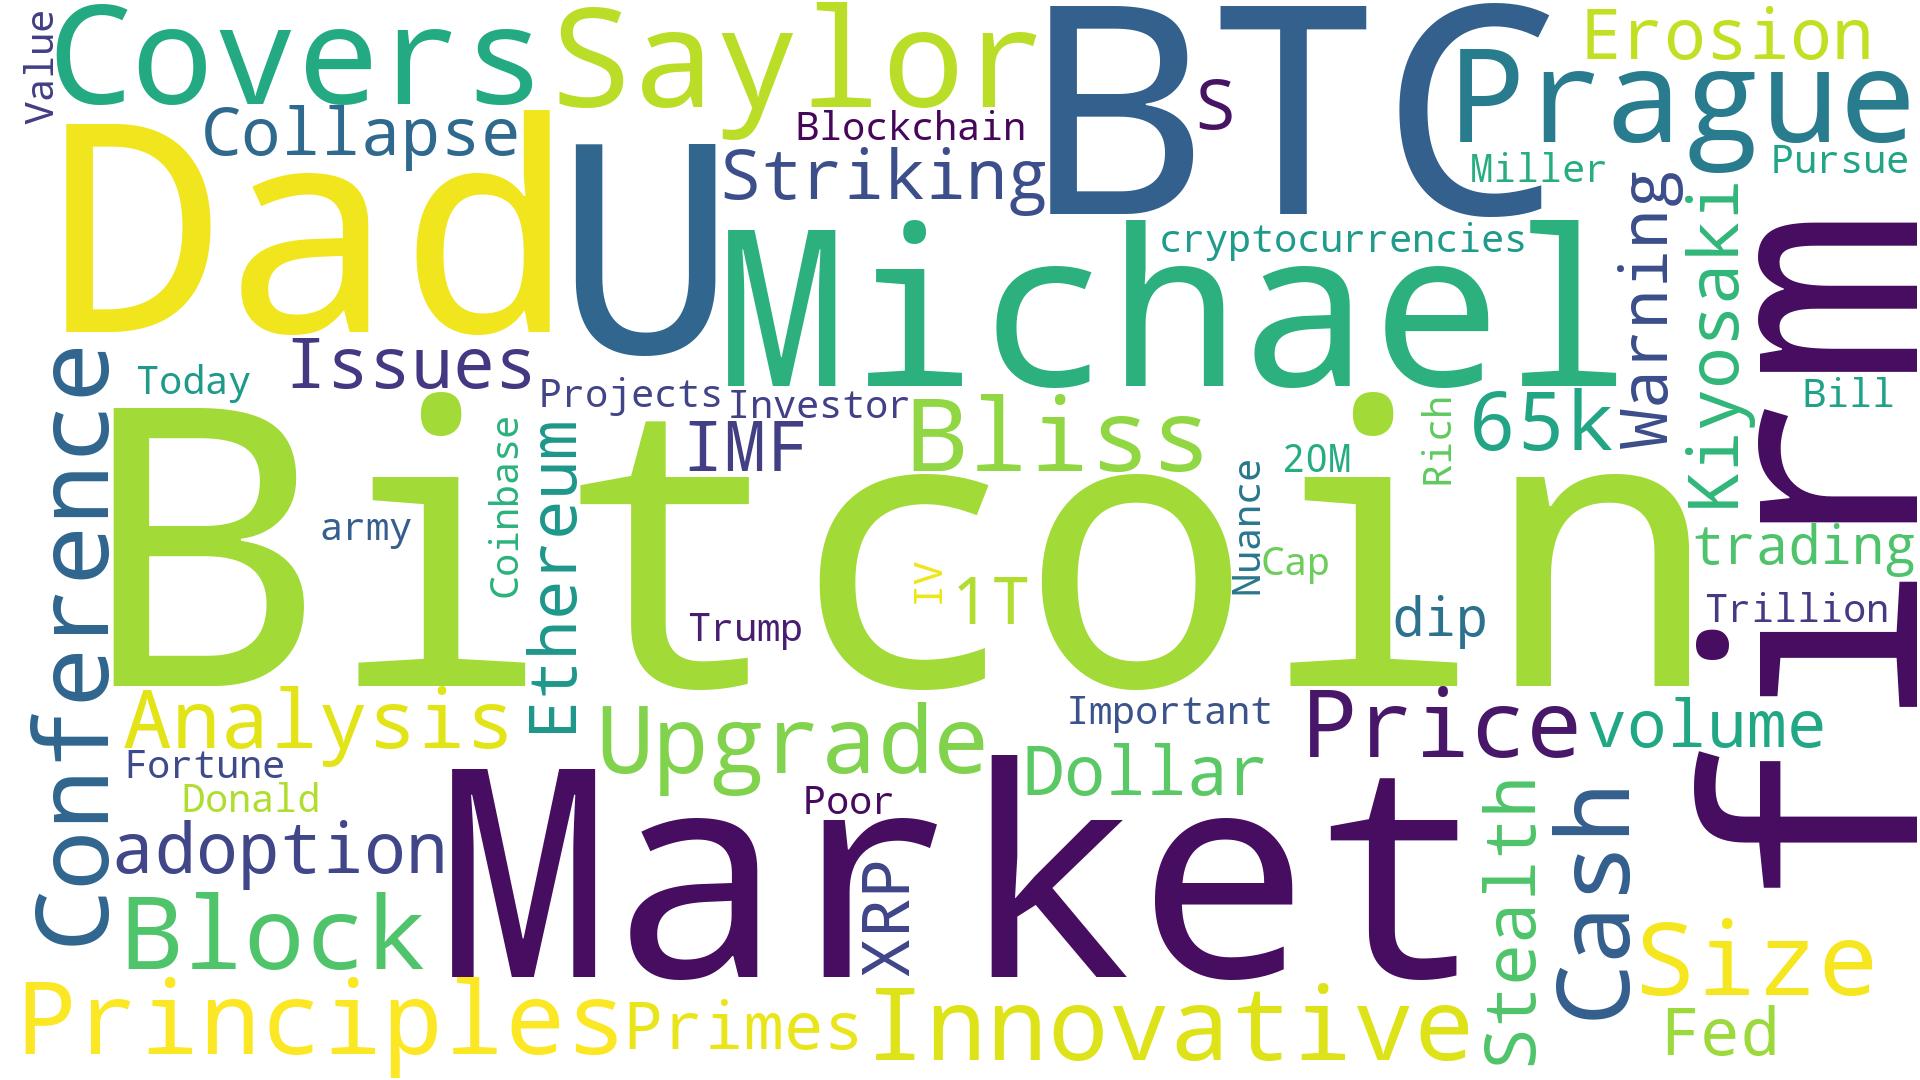 Value
Covers
Saylor
BTC
Erosion
Prague
Collapse
Blockchain
S
Dad
U
Striking
Miller
Pursue
Michael
cryptocurrencies
Warning
Kiyosaki
firm
Issues
Today
Projects
Investor
Bill
Conference
Bitcoin
IMF
Bliss
65k
Rich
20M
Coinbase
Ethereum
army
Nuance
Cap
IV
1T
trading
Trump
dip
Trillion
Analysis
Upgrade
Important
Price
volume
Fortune
Dollar
Donald
Market
Poor
adoption
Stealth
Cash
XRP
Block
Size
Principles
Primes
Innovative
Fed